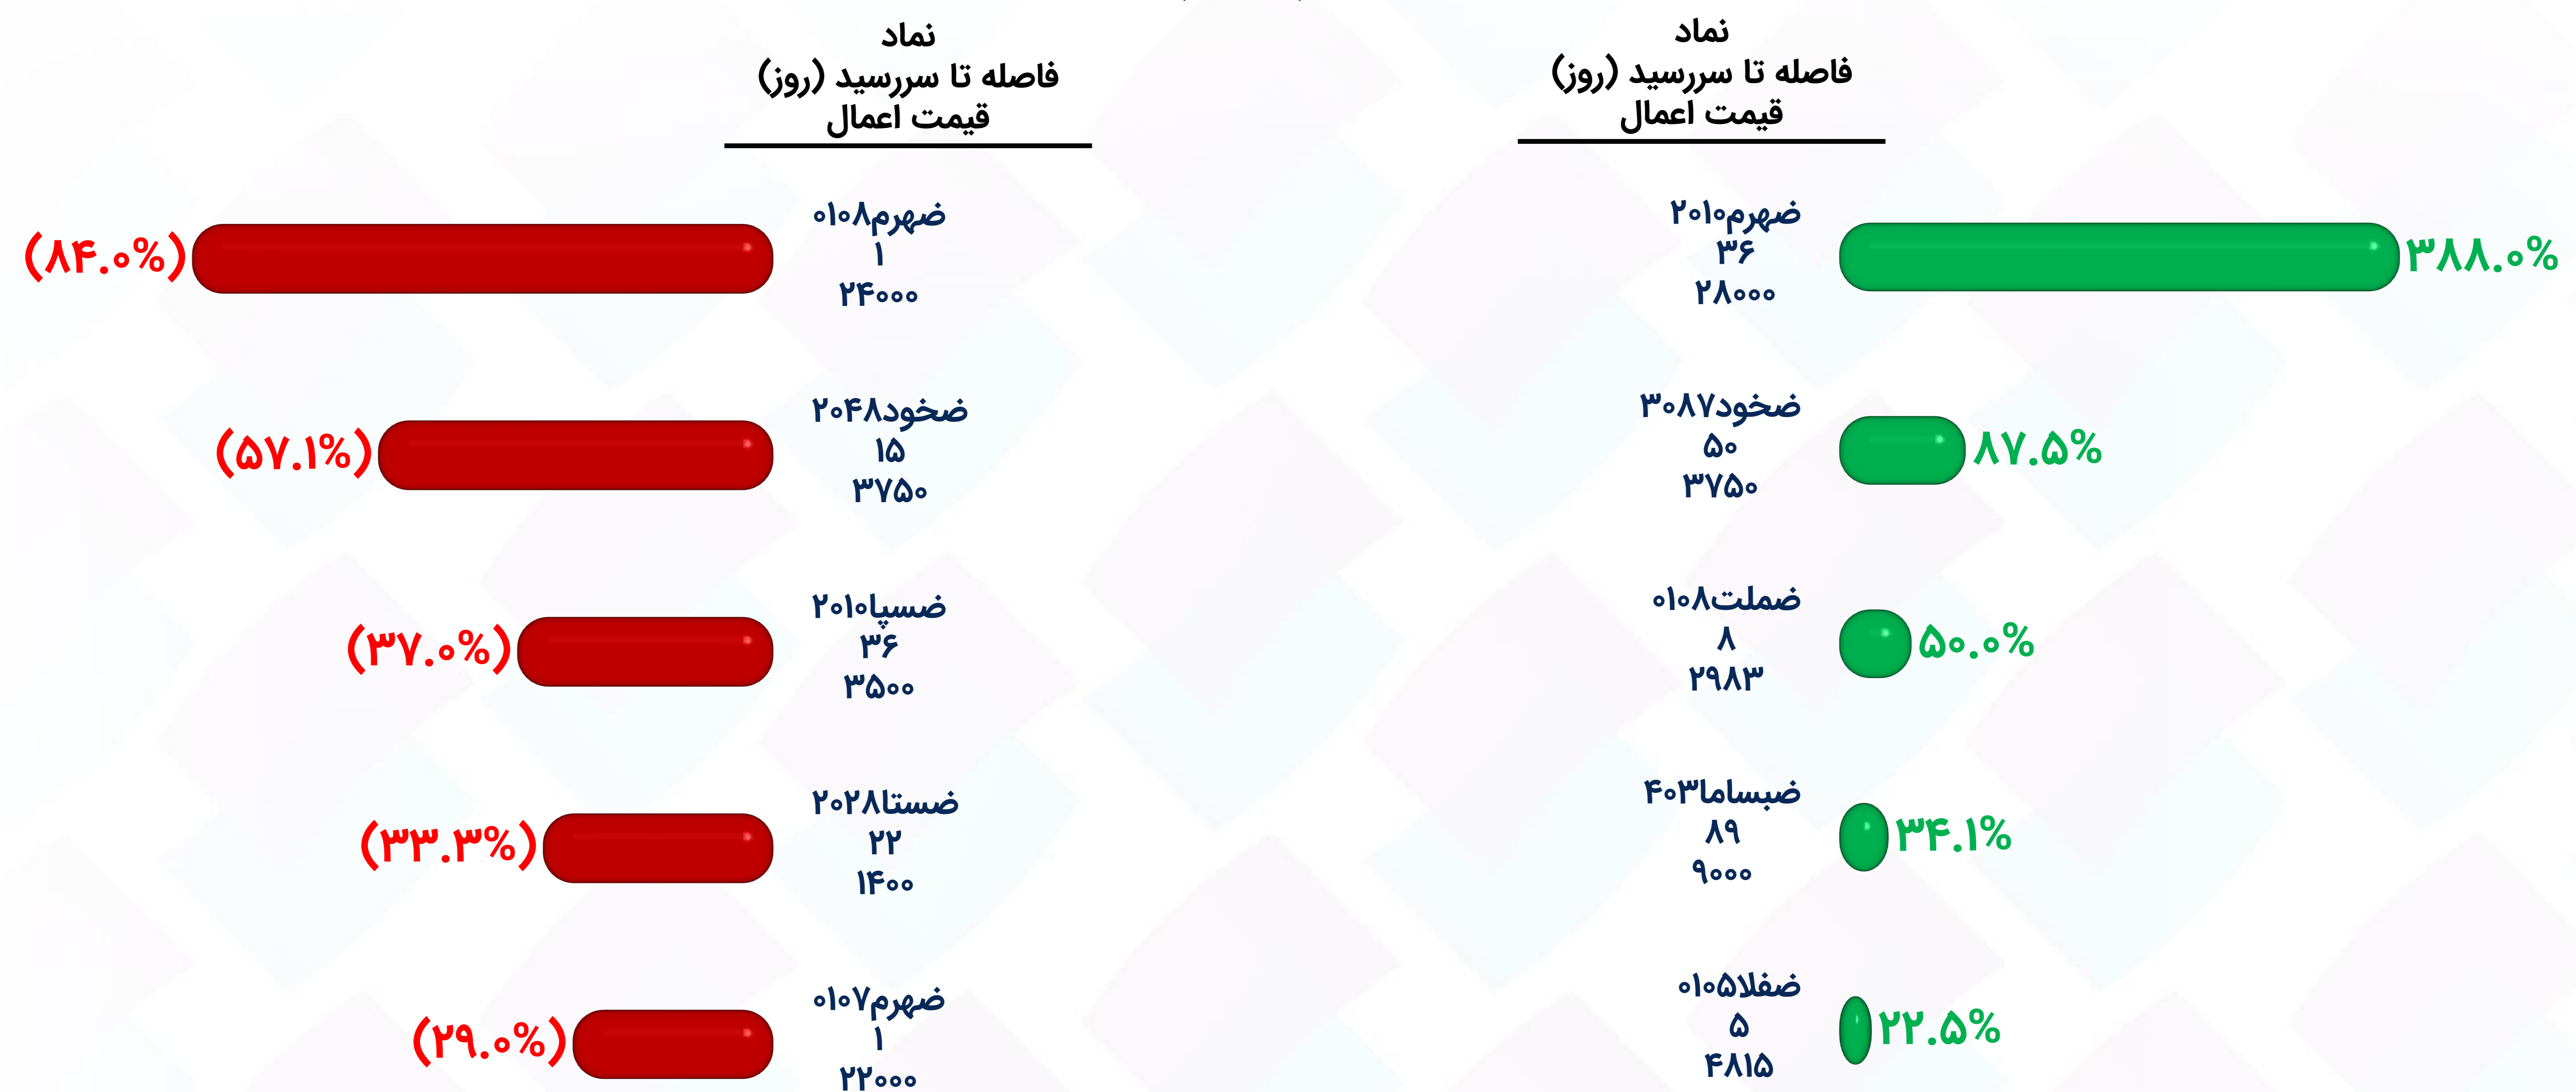 نماد
فاصله تا سررسید (روز)
قیمت اعمال
ضهرم۲۰۱۰
۳۶
۲۸۰۰۰
۳۸۸.۰%
ضخود۳۰۸۷
۵۰
۳۷۵۰
۸۷.۵%
ضملت۰۱۰۸
۸
۲۹۸۳
۵۰.۰%
ضبساما۴۰۳
۸۹
۹۰۰۰
۳۴.۱%
ضفلا۰۱۰۵
۵
۴۸۱۵
۲۲.۵%
نماد
فاصله تا سررسید (روز)
قیمت اعمال
ضهرم۰۱۰۸
۱
۲۴۰۰۰
(۸۴.۰%)
ضخود۲۰۴۸
۱۵
۳۷۵۰
(۵۷.۱%)
ضسپا۲۰۱۰
۳۶
۳۵۰۰
(۳۷.۰%)
ضستا۲۰۲۸
۲۲
۱۴۰۰
(۳۳.۳%)
ضهرم۰۱۰۷
۱
۲۲۰۰۰
(۲۹.۰%)